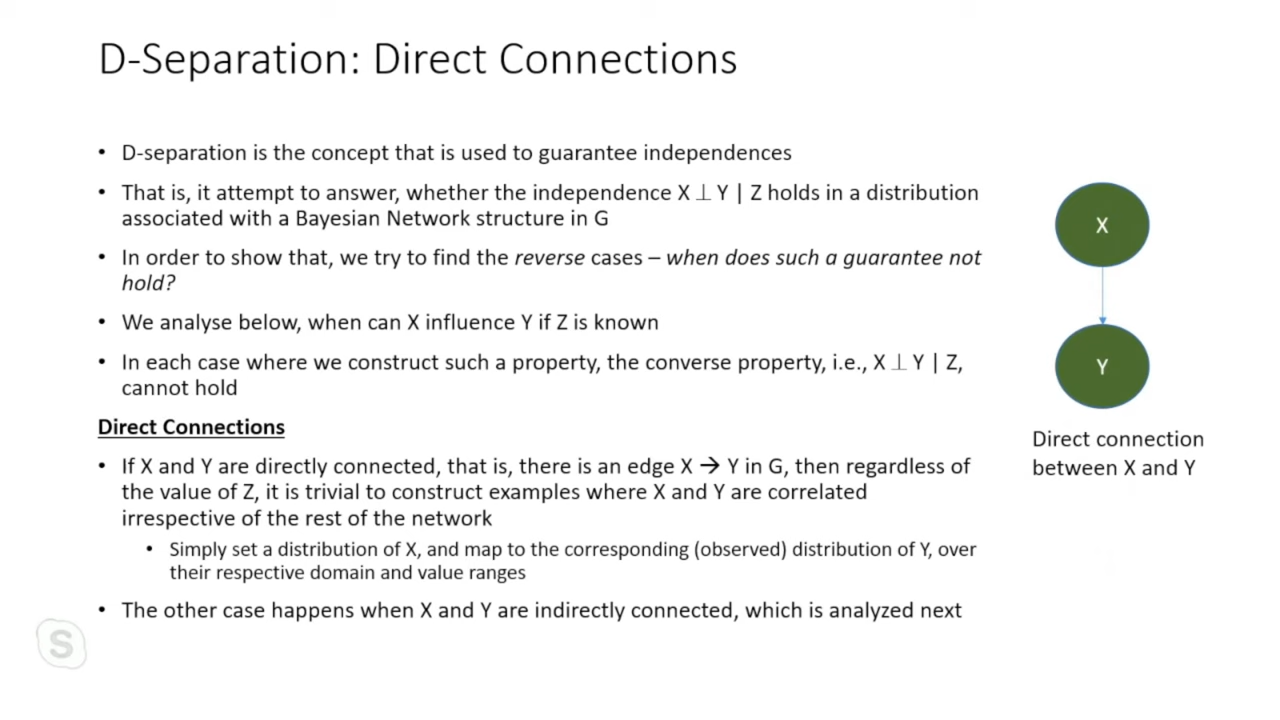 D-Separation: Direct Connections
• D-separation is the concept that is used to guarantee independences
• That is, it attempt to answer, whether the independence X ⊥ Y | Z holds in a distribution
associated with a Bayesian Network structure in G
• In order to show that, we try to find the reverse cases – when does such a guarantee not
hold?
• We analyse below, when can X influence Y if Z is known
• In each case where we construct such a property, the converse property, i.e., X ⊥ Y | Z,
cannot hold
Direct Connections
• If X and Y are directly connected, that is, there is an edge X → Y in G, then regardless of
the value of Z, it is trivial to construct examples where X and Y are correlated
irrespective of the rest of the network
• Simply set a distribution of X, and map to the corresponding (observed) distribution of Y, over
their respective domain and value ranges
• The other case happens when X and Y are indirectly connected, which is analyzed next
X
Y
Direct connection
between X and Y
S